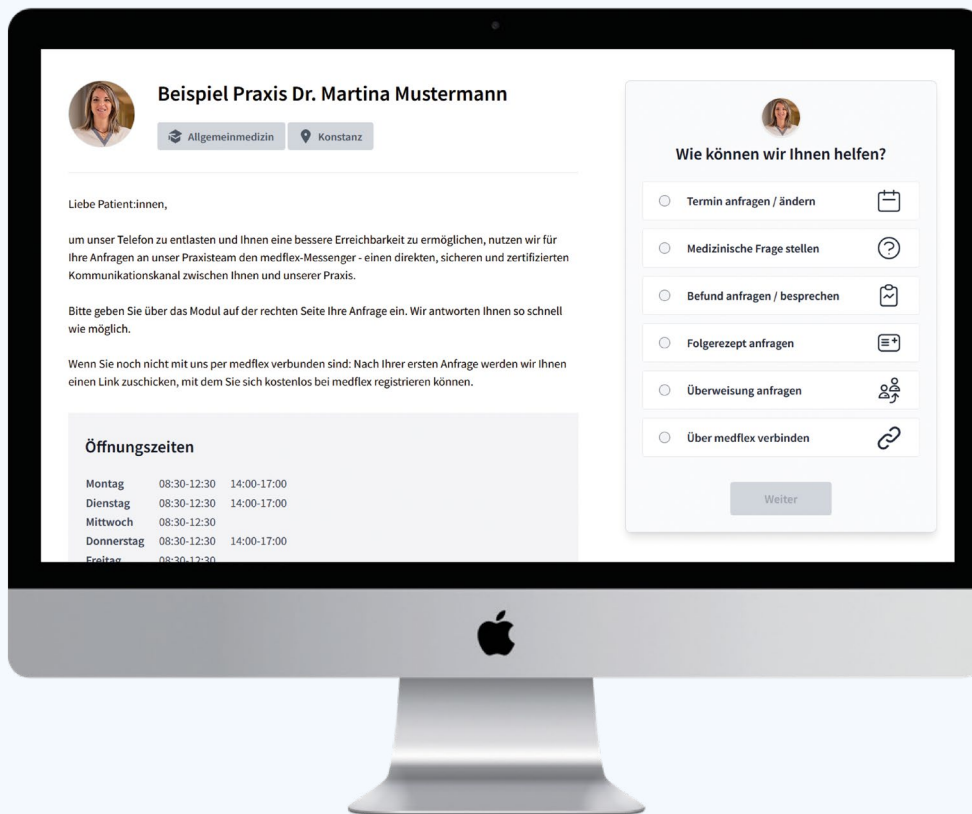 Beispiel Praxis Dr. Martina Mustermann
Allgemeinmedizin
Konstanz
Liebe Patient:innen,
um unser Telefon zu entlasten und Ihnen eine bessere Erreichbarkeit zu ermöglichen, nutzen wir für
Ihre Anfragen an unser Praxisteam den medflex-Messenger - einen direkten, sicheren und zertifizierten
Kommunikationskanal zwischen Ihnen und unserer Praxis.
Bitte geben Sie über das Modul auf der rechten Seite Ihre Anfrage ein. Wir antworten Ihnen so schnell
wie möglich.
Wenn Sie noch nicht mit uns per medflex verbunden sind: Nach Ihrer ersten Anfrage werden wir Ihnen
einen Link zuschicken, mit dem Sie sich kostenlos bei medflex registrieren können.
Öffnungszeiten
Montag 08:30-12:30 14:00-17:00
Dienstag 08:30-12:30 14:00-17:00
Mittwoch 08:30-12:30
Donnerstag 08:30-12:30 14:00-17:00
Freitag 08:30-12:30
Wie können wir Ihnen helfen?
Termin anfragen / ändern
Medizinische Frage stellen
Befund anfragen / besprechen
Folgerezept anfragen
Überweisung anfragen
Über medflex verbinden
Weiter